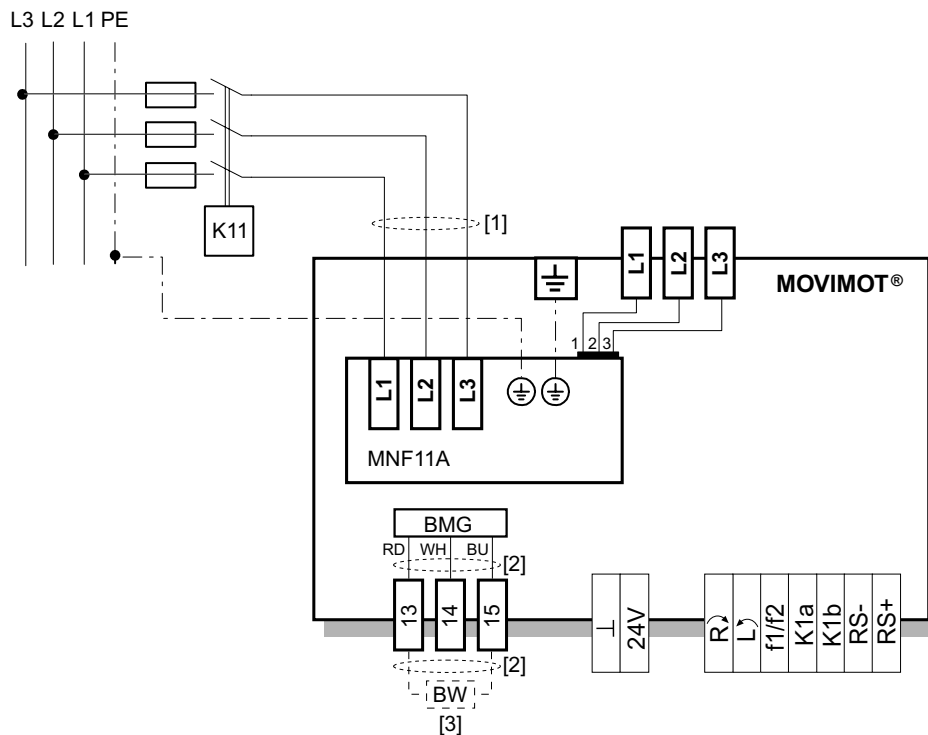 L3 L2 L1 PE
K11
[1]
L1
L2
L3
MOVIMOT®
1 2 3
L1
L2
L3
MNF11A
BMG
RD WH BU
[2]
13
14
15
[2]
BW
[3]
⊥
24V
R
L
f1/f2
K1a
K1b
RS-
RS+